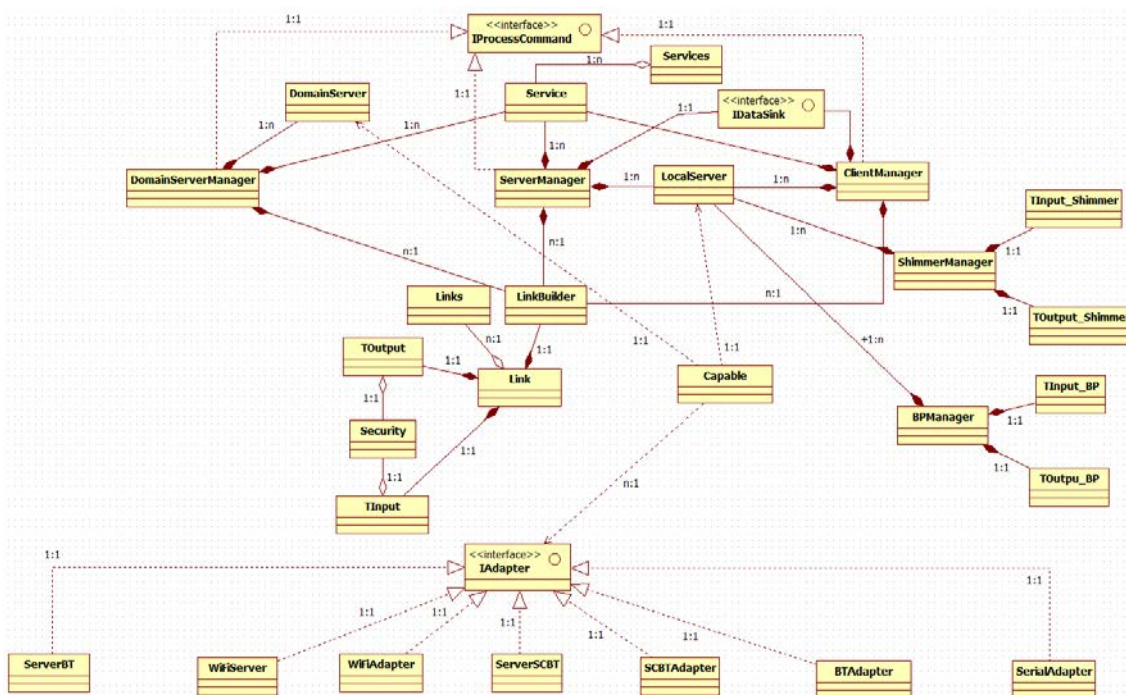 1:1
<<interface>>
IProcessCommand
1:1
Services
1:n
1:1
DomainServer
Service
<<interface>>
IDataSink
1:1
1:n
1:n
1:n
DomainServerManager
ServerManager
1:n
LocalServer
1:n
ClientManager
TInput_Shimmer
1:n
1:1
ShimmerManager
n:1
n:1
Links
LinkBuilder
n:1
1:1
TOutput_Shimmer
n:1
1:1
1:1
1:1
+1:n
TOutput
1:1
Link
Capable
1:1
TInput_BP
Security
BPManager
1:1
1:1
1:1
1:1
TOutpu_BP
n:1
TInput
<<interface>>
IAdapter
1:1
1:1
1:1
1:1
1:1
1:1
1:1
ServerBT
WiFiServer
WiFiAdapter
ServerSCBT
SCBTAdapter
BTAdapter
SerialAdapter